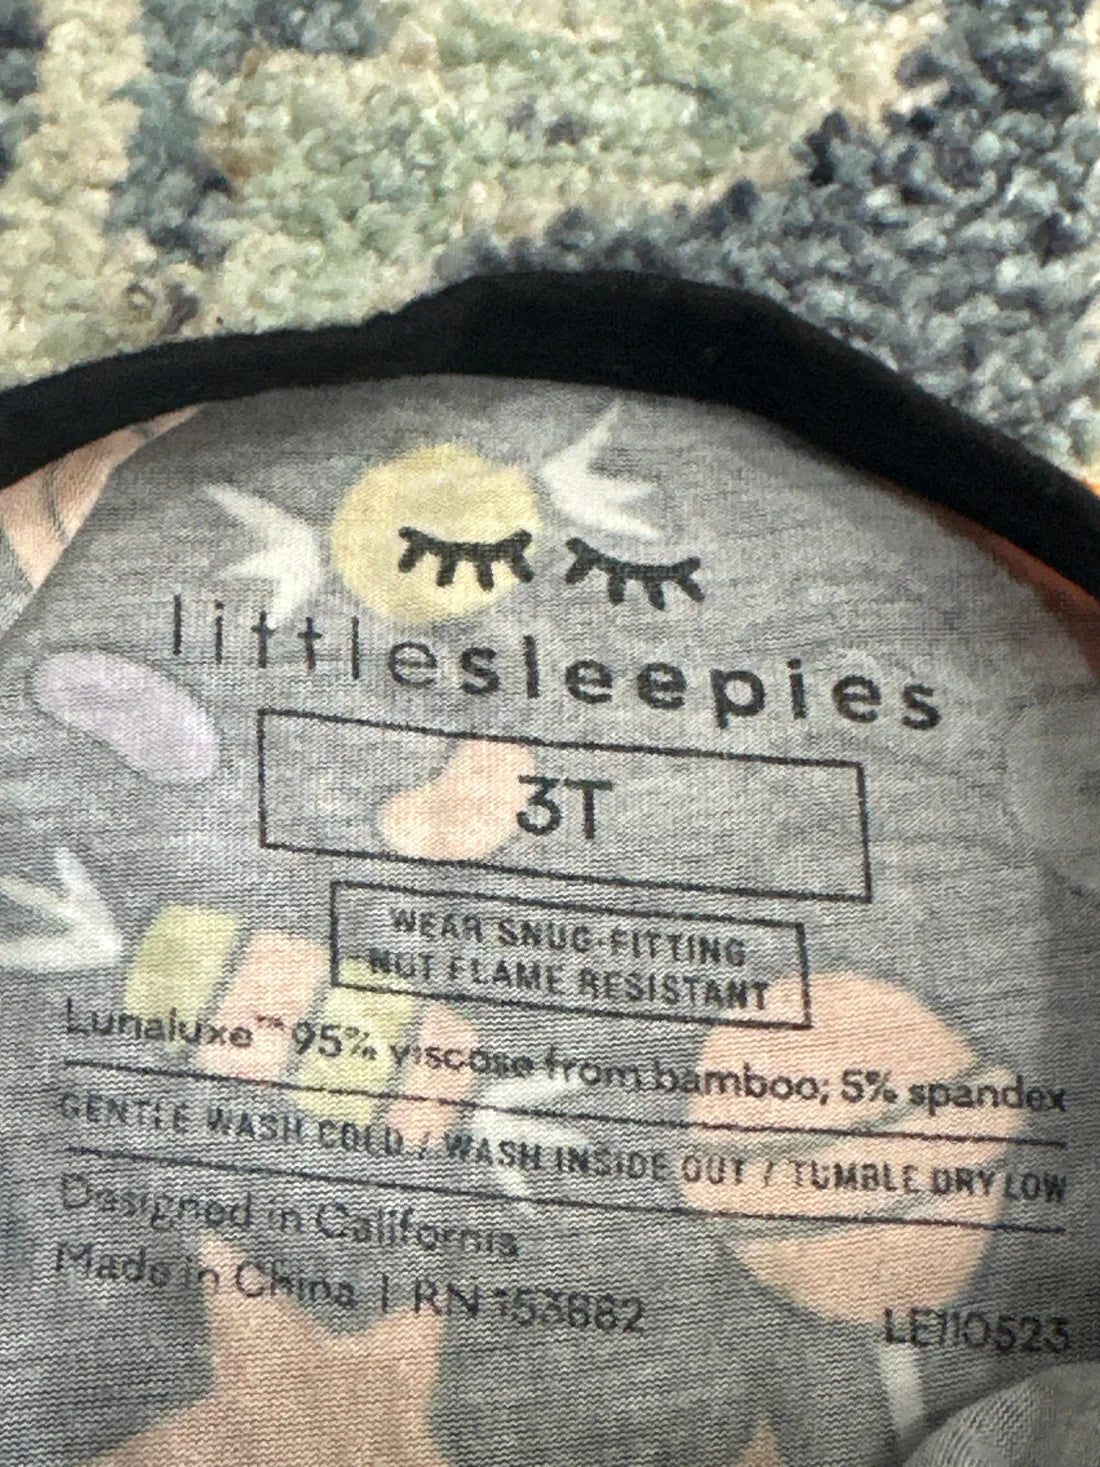 littlesleepies
3T
WEAR SNUG-FITTING
NOT FLAME RESISTANT
Lunaluxe™ 95% viscose from bamboo; 5% spandex
GENTLE WASH COLD / WASH INSIDE OUT / TUMBLE DRY LOW
Designed in California
Made in China | RN 153882
LE110523